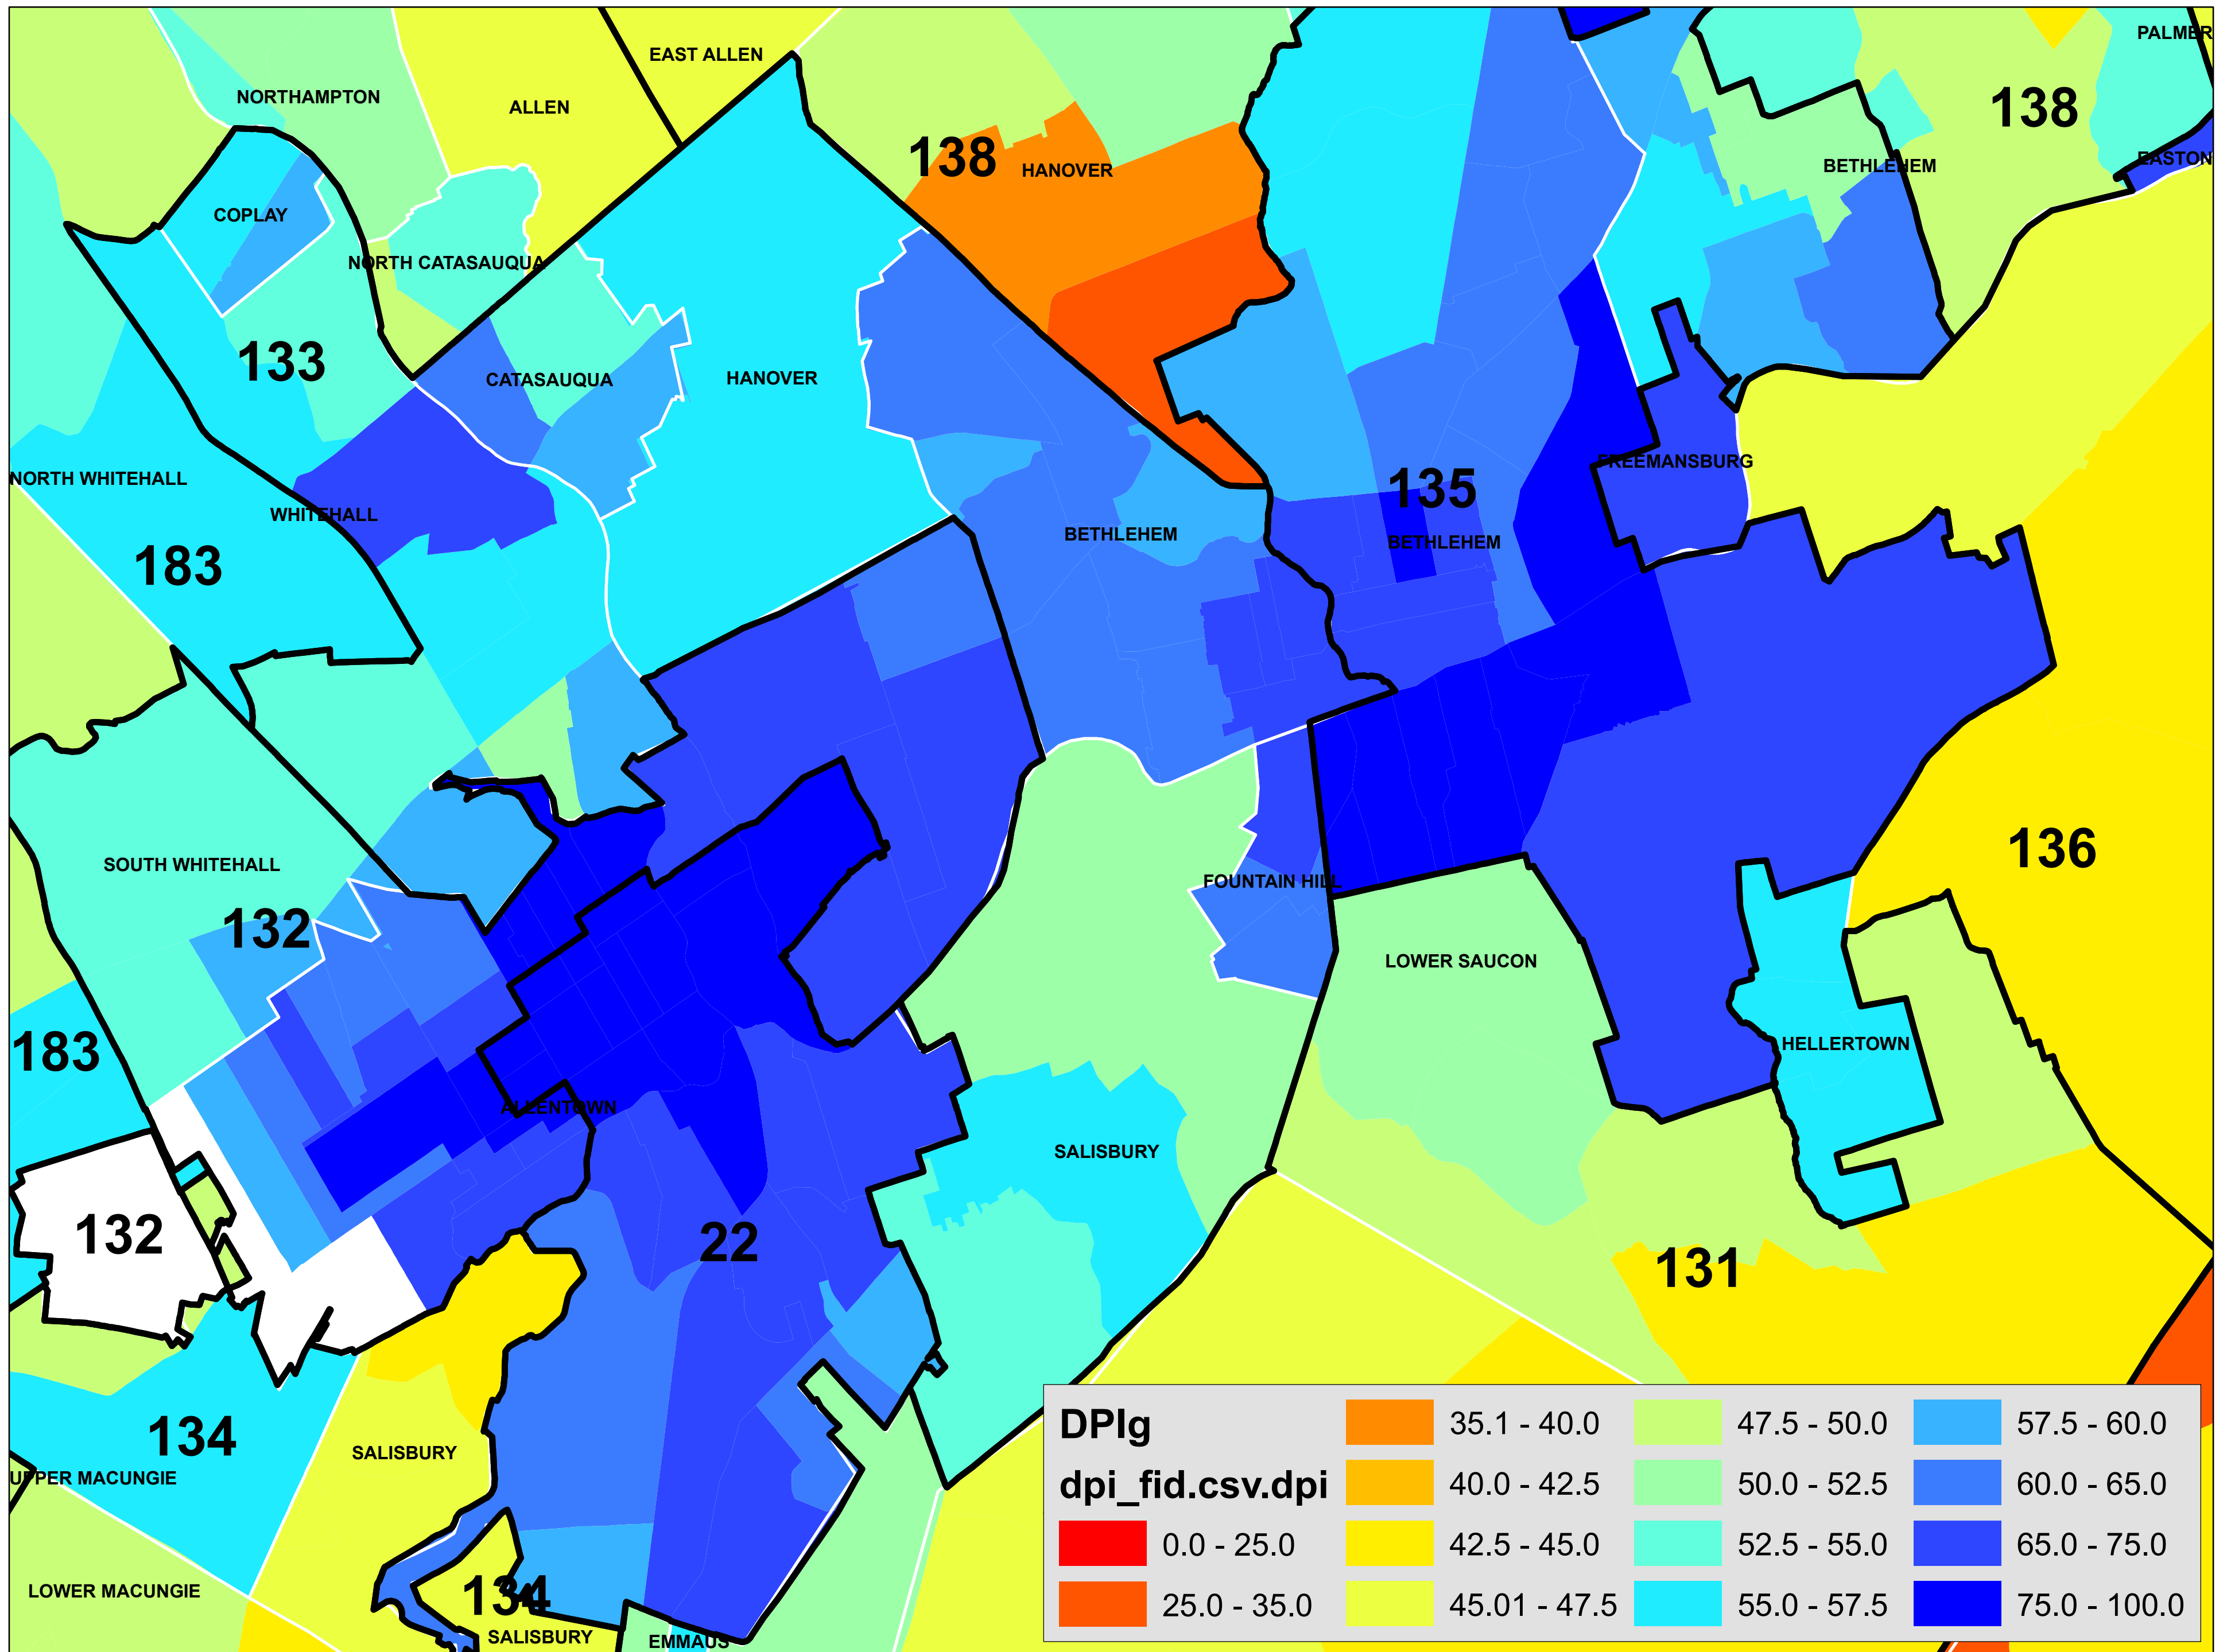 PALMER
EAST ALLEN
NORTHAMPTON
ALLEN
138
138
HANOVER
EASTON
BETHLEHEM
COPLAY
NORTH CATASAUQUA
133
CATASAUQUA
HANOVER
FREEMANSBURG
NORTH WHITEHALL
135
WHITEHALL
BETHLEHEM
BETHLEHEM
183
136
SOUTH WHITEHALL
FOUNTAIN HILL
132
LOWER SAUCON
HELLERTOWN
183
ALLENTOWN
SALISBURY
132
22
131
134
SALISBURY
UPPER MACUNGIE
LOWER MACUNGIE
134
SALISBURY
EMMAUS
DPIg
dpi_fid.csv.dpi
0.0 - 25.0
25.0 - 35.0
35.1 - 40.0
40.0 - 42.5
42.5 - 45.0
45.01 - 47.5
47.5 - 50.0
50.0 - 52.5
52.5 - 55.0
55.0 - 57.5
57.5 - 60.0
60.0 - 65.0
65.0 - 75.0
75.0 - 100.0